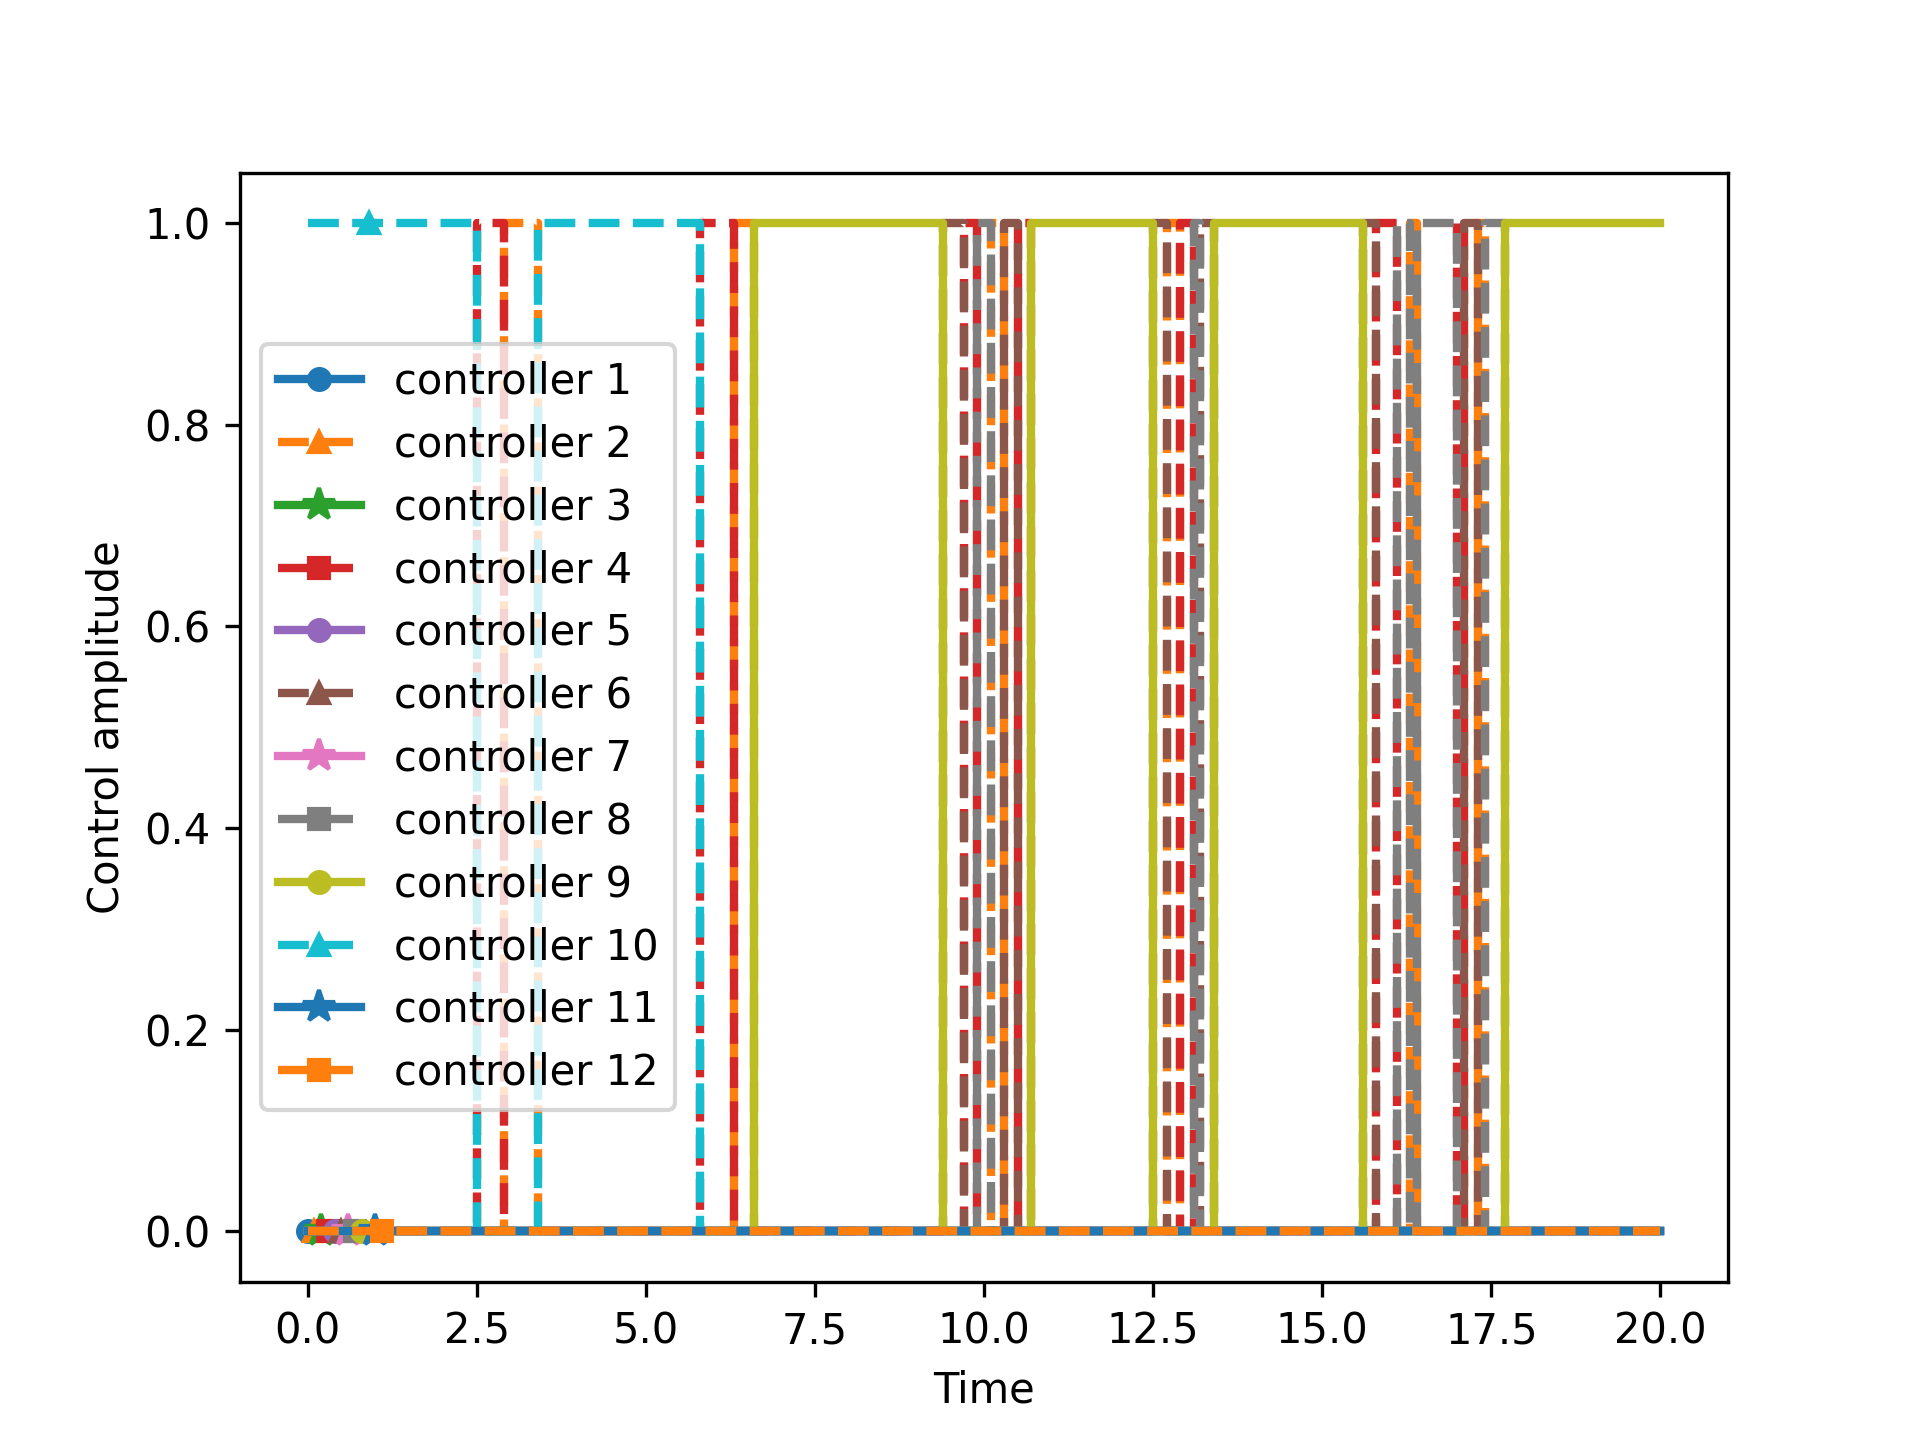 1.0
0.8
0.6
0.4
0.2
0.0
Control amplitude
controller 1
controller 2
controller 3
controller 4
controller 5
controller 6
controller 7
controller 8
controller 9
controller 10
controller 11
controller 12
0.0 2.5 5.0 7.5 10.0 12.5 15.0 17.5 20.0
Time